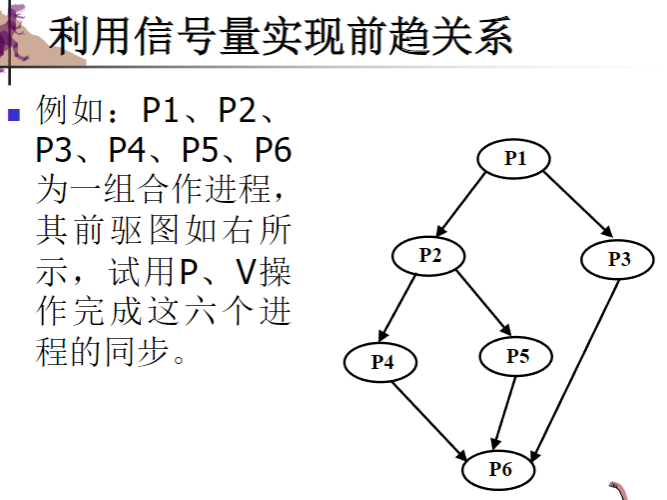 利用信号量实现前趋关系
例如：P1、P2、
P3、P4、P5、P6
为一组合作进程，
其前驱图如右所
示，试用P、V操
作完成这六个进
程的同步。
P1
P2
P3
P4
P5
P6